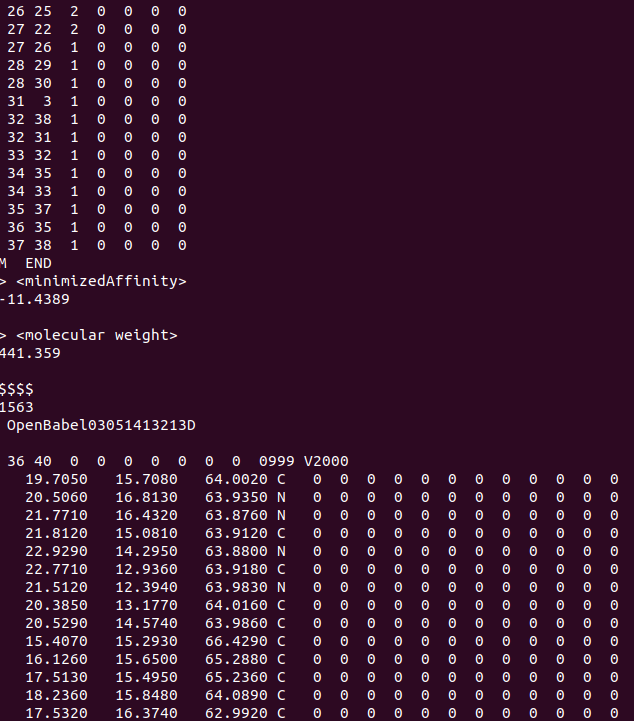 26 25  2  0  0  0  0
27 22  2  0  0  0  0
27 26  1  0  0  0  0
28 29  1  0  0  0  0
28 30  1  0  0  0  0
31  3  1  0  0  0  0
32 38  1  0  0  0  0
32 31  1  0  0  0  0
33 32  1  0  0  0  0
34 35  1  0  0  0  0
34 33  1  0  0  0  0
35 37  1  0  0  0  0
36 35  1  0  0  0  0
37 38  1  0  0  0  0
M  END
> <minimizedAffinity>
-11.4389
> <molecular weight>
441.359
$$$$
1563
OpenBabel03051413213D
36 40  0  0  0  0  0  0  0  0999 V2000
19.7050   15.7080   64.0020 C   0  0  0  0  0  0  0  0  0  0  0
20.5060   16.8130   63.9350 N   0  0  0  0  0  0  0  0  0  0  0
21.7710   16.4320   63.8760 N   0  0  0  0  0  0  0  0  0  0  0
21.8120   15.0810   63.9120 C   0  0  0  0  0  0  0  0  0  0  0
22.9290   14.2950   63.8800 N   0  0  0  0  0  0  0  0  0  0  0
22.7710   12.9360   63.9180 C   0  0  0  0  0  0  0  0  0  0  0
21.5120   12.3940   63.9830 N   0  0  0  0  0  0  0  0  0  0  0
20.3850   13.1770   64.0160 C   0  0  0  0  0  0  0  0  0  0  0
20.5290   14.5740   63.9860 C   0  0  0  0  0  0  0  0  0  0  0
15.4070   15.2930   66.4290 C   0  0  0  0  0  0  0  0  0  0  0
16.1260   15.6500   65.2880 C   0  0  0  0  0  0  0  0  0  0  0
17.5130   15.4950   65.2360 C   0  0  0  0  0  0  0  0  0  0  0
18.2360   15.8480   64.0890 C   0  0  0  0  0  0  0  0  0  0  0
17.5320   16.3740   62.9920 C   0  0  0  0  0  0  0  0  0  0  0